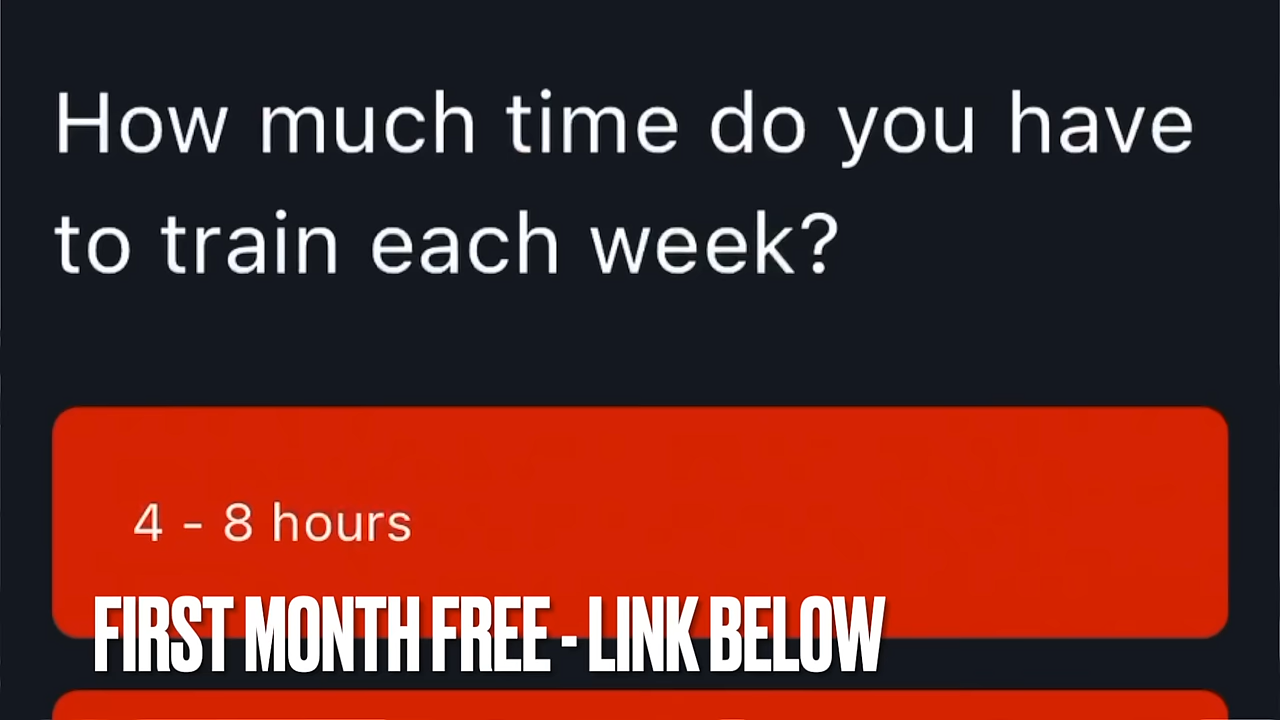 How much time do you have
to train each week?
4 - 8 hours
FIRST MONTH FREE - LINK BELOW